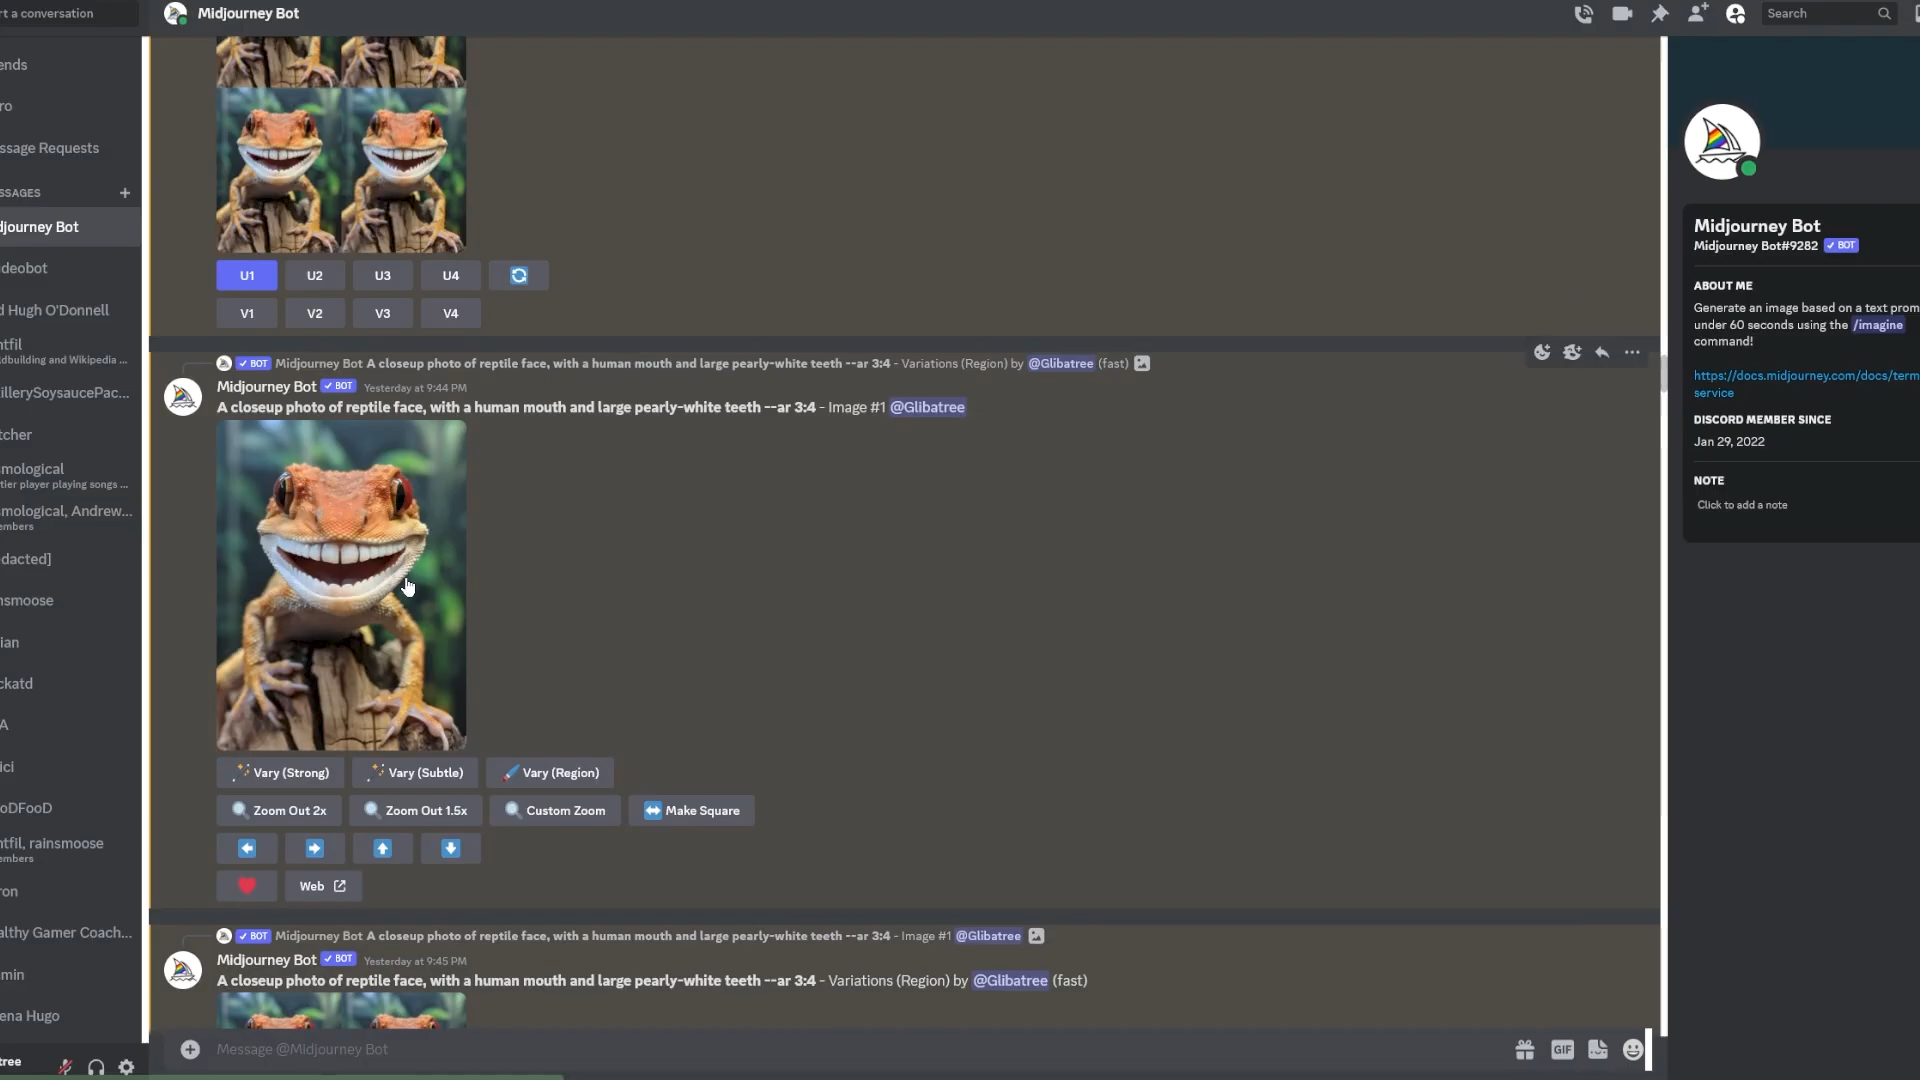 rt a conversation
Midjourney Bot
Search
ends
ro
ssage Requests
SSAGES
+
djourney Bot
deobot
d Hugh O'Donnell
ntfil
ldbuilding and Wikipedia ...
illerySoysaucePac...
tcher
smological
tier player playing songs ...
smological, Andrew...
embers
dacted]
nsmoose
ian
ckatd
A
ici
oDFooD
ntfil, rainsmoose
embers
ron
althy Gamer Coach...
min
ena Hugo
tree
U1 U2 U3 U4
V1 V2 V3 V4
BOT Midjourney Bot A closeup photo of reptile face, with a human mouth and large pearly-white teeth --ar 3:4 - Variations (Region) by @Glibatree (fast)
Midjourney Bot BOT Yesterday at 9:44 PM
A closeup photo of reptile face, with a human mouth and large pearly-white teeth --ar 3:4 - Image #1 @Glibatree
Vary (Strong) Vary (Subtle) Vary (Region)
Zoom Out 2x Zoom Out 1.5x Custom Zoom Make Square
Web
BOT Midjourney Bot A closeup photo of reptile face, with a human mouth and large pearly-white teeth --ar 3:4 - Image #1 @Glibatree
Midjourney Bot BOT Yesterday at 9:45 PM
A closeup photo of reptile face, with a human mouth and large pearly-white teeth --ar 3:4 - Variations (Region) by @Glibatree (fast)
Message @Midjourney Bot
GIF
Midjourney Bot
Midjourney Bot#9282 BOT
ABOUT ME
Generate an image based on a text prom
under 60 seconds using the /imagine
command!
https://docs.midjourney.com/docs/term
service
DISCORD MEMBER SINCE
Jan 29, 2022
NOTE
Click to add a note